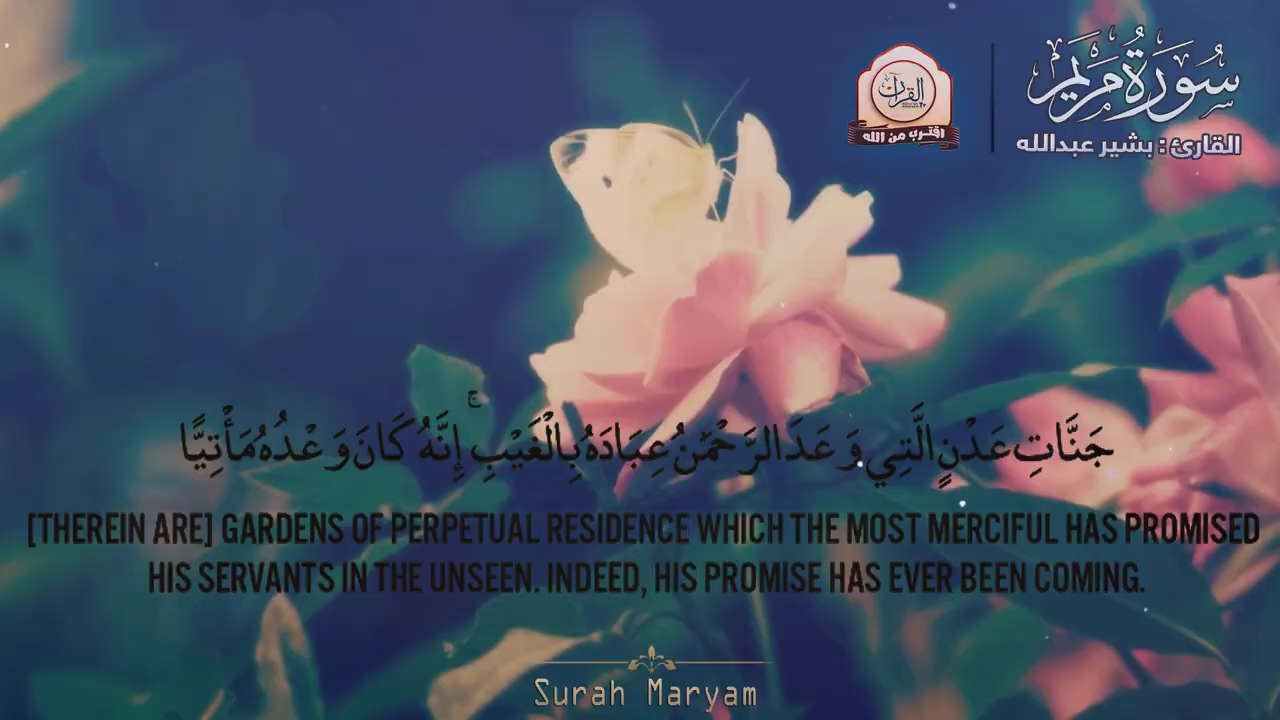 سُورَةُ مَرْيَم
القارئ : بشير عبدالله
القرآن
TV
اقترب من الله
جَنَّاتِ عَدْنٍ الَّتِي وَعَدَ الرَّحْمَٰنُ عِبَادَهُ بِالْغَيْبِ ۚ إِنَّهُ كَانَ وَعْدُهُ مَأْتِيًّا
[THEREIN ARE] GARDENS OF PERPETUAL RESIDENCE WHICH THE MOST MERCIFUL HAS PROMISED
HIS SERVANTS IN THE UNSEEN. INDEED, HIS PROMISE HAS EVER BEEN COMING.
Surah Maryam